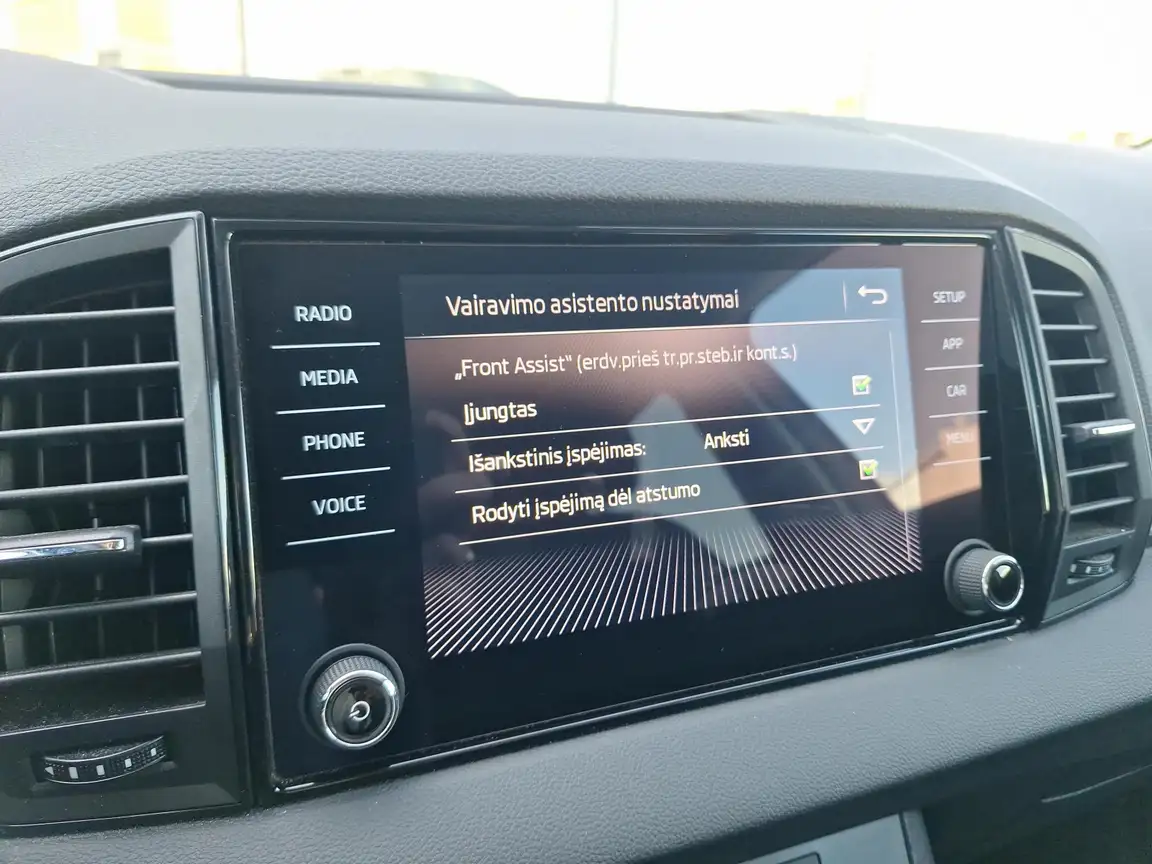 RADIO
MEDIA
PHONE
VOICE
Vairavimo asistento nustatymai
„Front Assist“ (erdv.prieš tr.pr.steb.ir kont.s.)
Įjungtas
Išankstinis įspėjimas: Anksti
Rodyti įspėjimą dėl atstumo
SETUP
APP
CAR
MENU